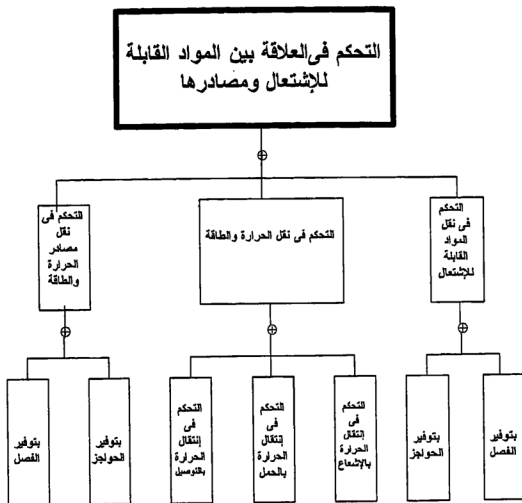 التحكم فى العلاقة بين المواد القابلة
للإشتعال ومصادرها
التحكم
فى نقل
المواد
القابلة
للإشتعال
التحكم فى نقل الحرارة والطاقة
التحكم فى
نقل
مصادر
الحرارة
والطاقة
بتوفير
الفصل
بتوفير
الحواجز
التحكم
فى
إنتقال
الحرارة
بالإشعاع
التحكم
فى
إنتقال
الحرارة
بالحمل
التحكم
فى
إنتقال
الحرارة
بالتوصيل
بتوفير
الحواجز
بتوفير
الفصل